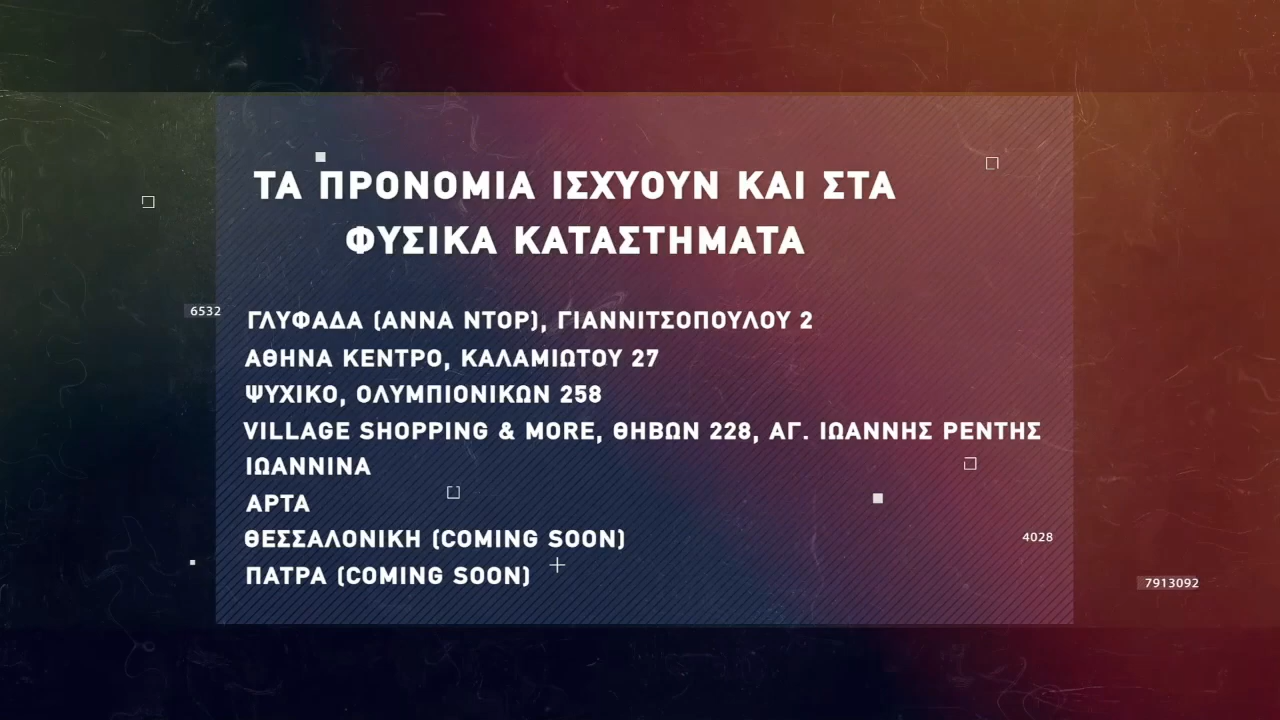 ΤΑ ΠΡΟΝΟΜΙΑ ΙΣΧΥΟΥΝ ΚΑΙ ΣΤΑ
ΦΥΣΙΚΑ ΚΑΤΑΣΤΗΜΑΤΑ
6532
ΓΛΥΦΑΔΑ (ΑΝΝΑ ΝΤΟΡ), ΓΙΑΝΝΙΤΣΟΠΟΥΛΟΥ 2
ΑΘΗΝΑ ΚΕΝΤΡΟ, ΚΑΛΑΜΙΩΤΟΥ 27
ΨΥΧΙΚΟ, ΟΛΥΜΠΙΟΝΙΚΩΝ 258
VILLAGE SHOPPING & MORE, ΘΗΒΩΝ 228, ΑΓ. ΙΩΑΝΝΗΣ ΡΕΝΤΗΣ
ΙΩΑΝΝΙΝΑ
ΑΡΤΑ
ΘΕΣΣΑΛΟΝΙΚΗ (COMING SOON)
4028
ΠΑΤΡΑ (COMING SOON)
7913092